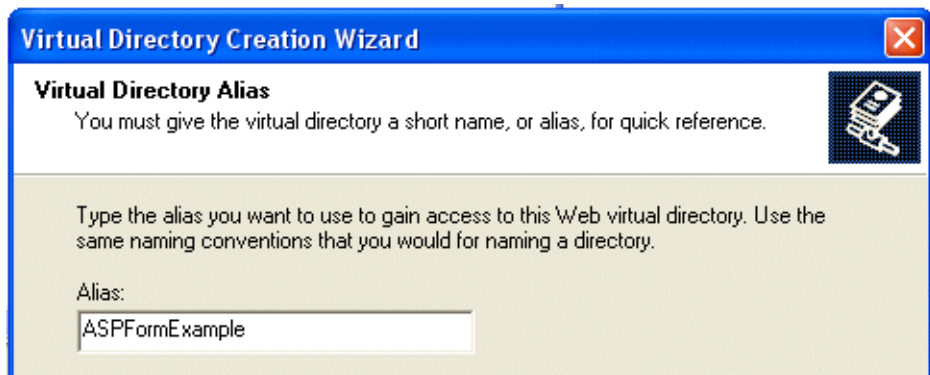 Virtual Directory Creation Wizard
Virtual Directory Alias
You must give the virtual directory a short name, or alias, for quick reference.
Type the alias you want to use to gain access to this Web virtual directory. Use the
same naming conventions that you would for naming a directory.
Alias:
ASPFormExample